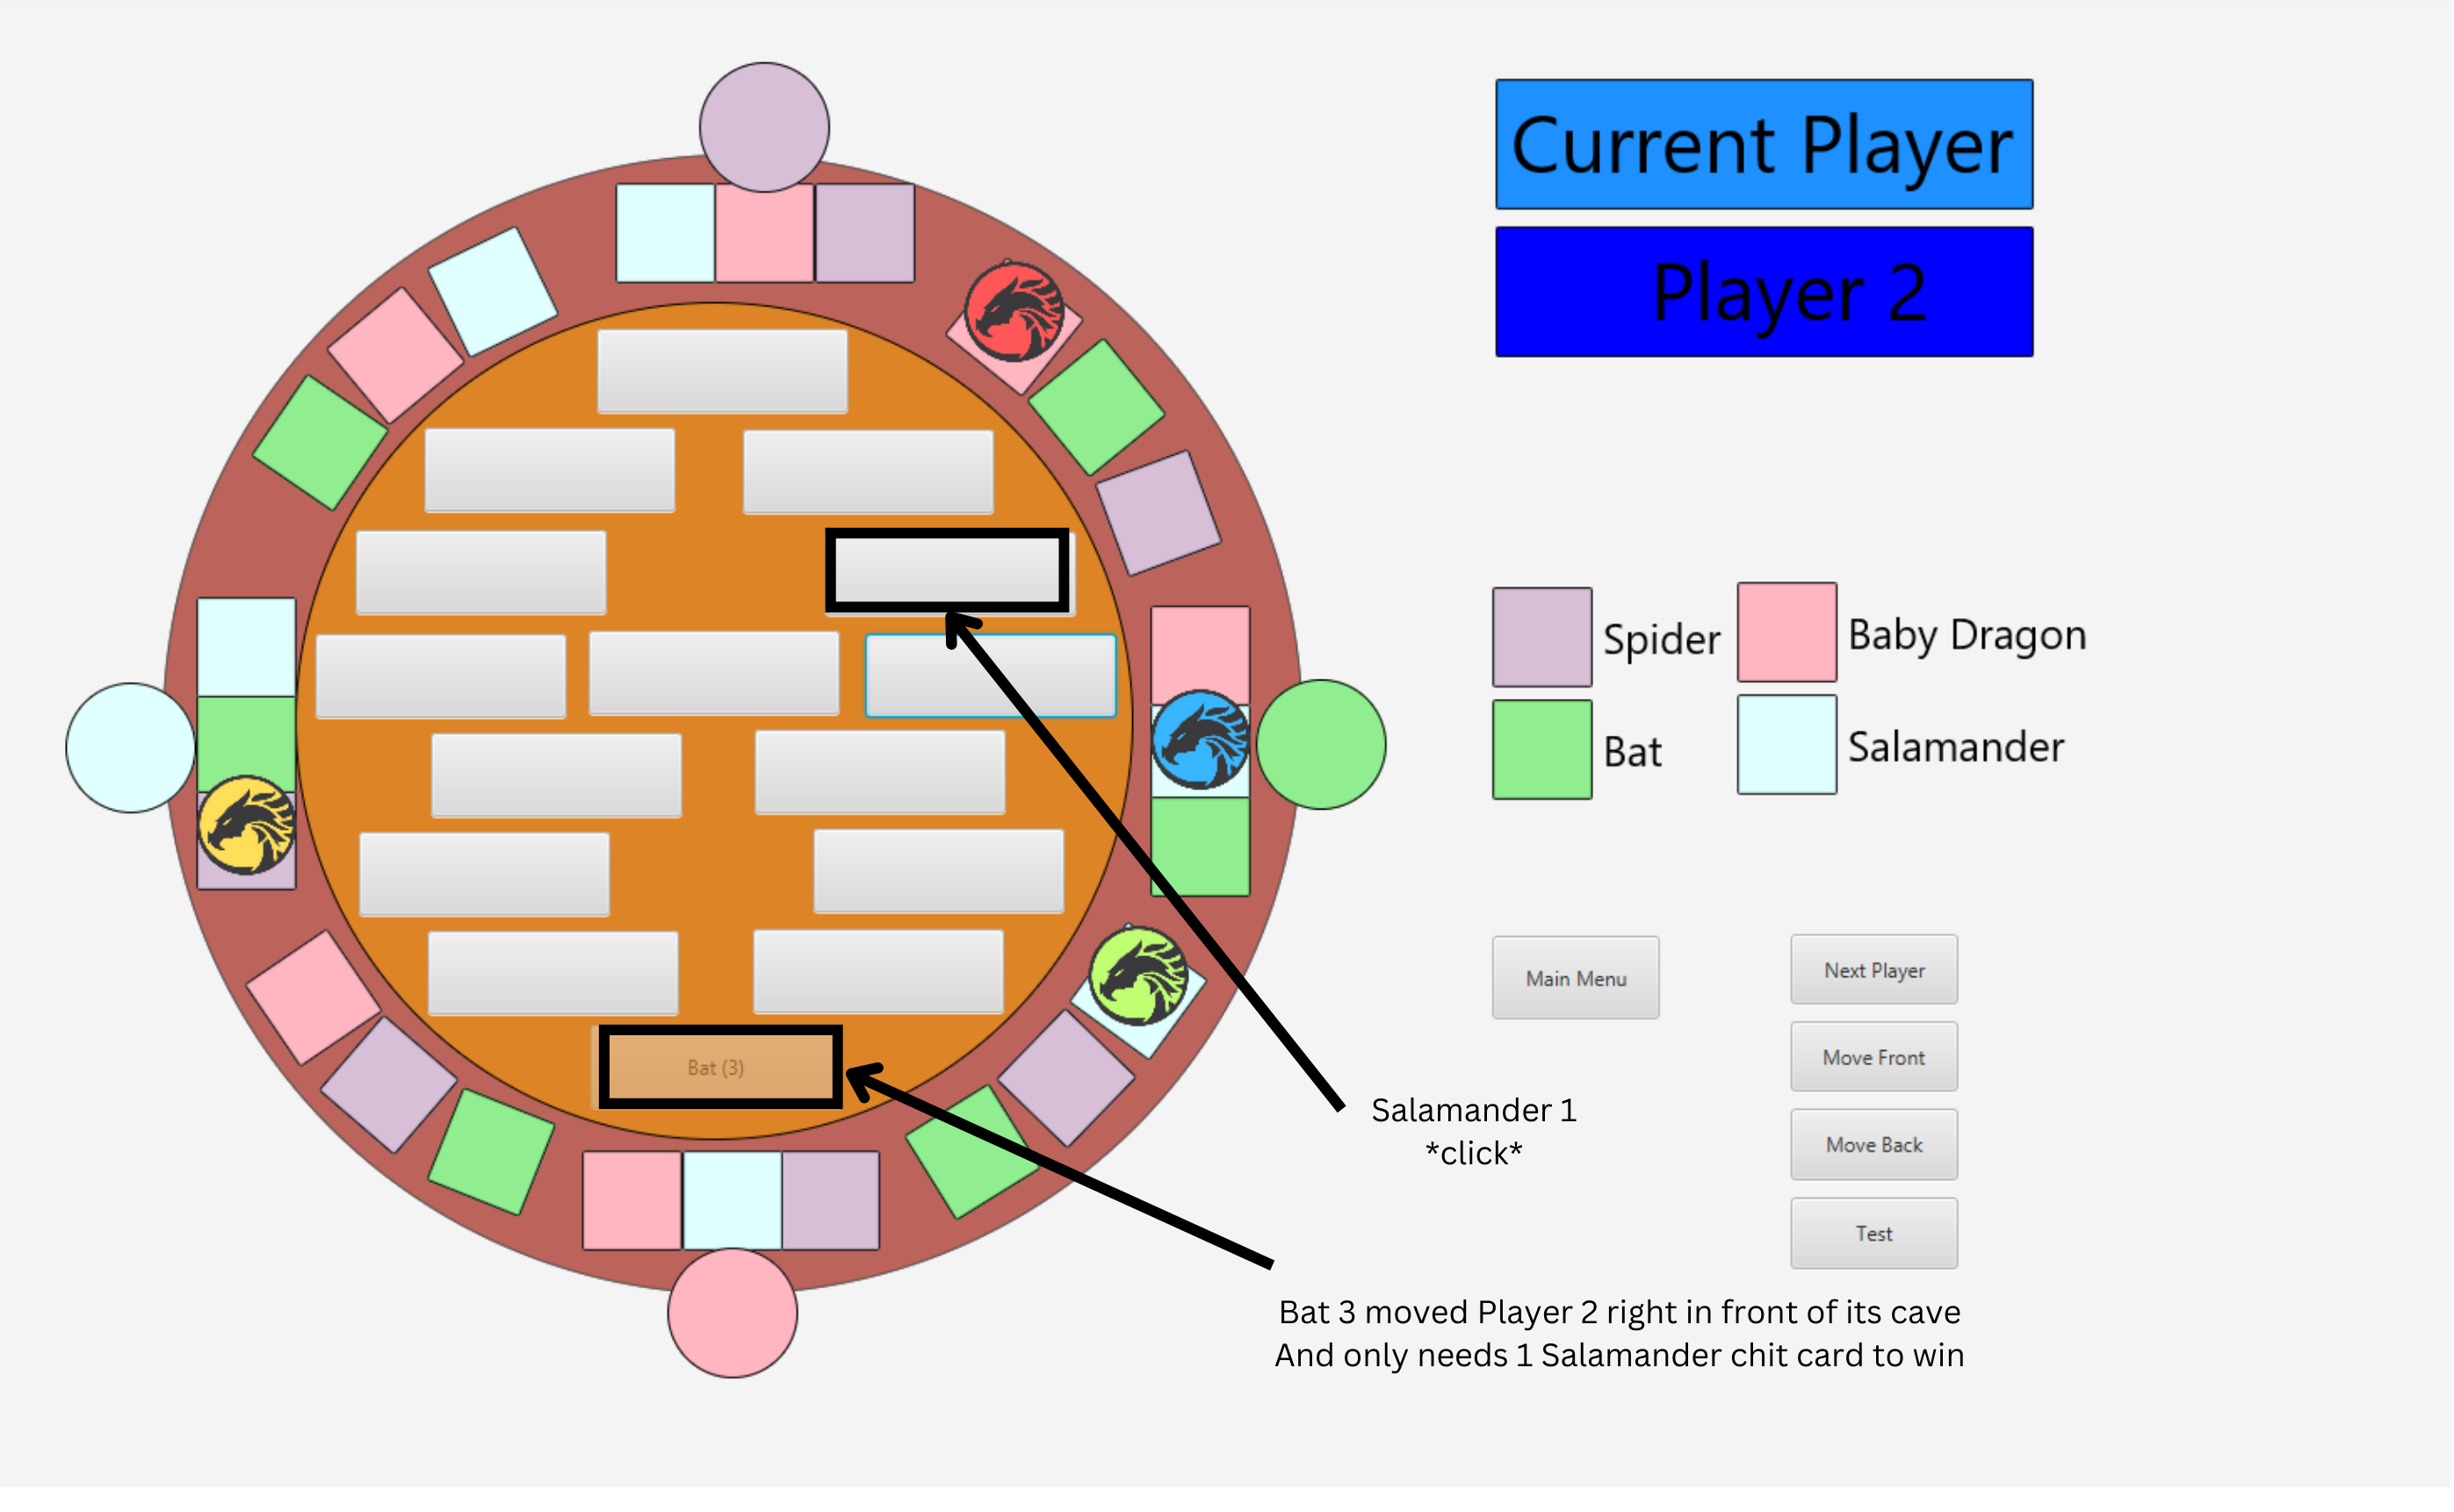 Current Player
Player 2
Spider
Baby Dragon
Bat
Salamander
Main Menu
Next Player
Move Front
Move Back
Test
Bat (3)
Salamander 1
*click*
Bat 3 moved Player 2 right in front of its cave
And only needs 1 Salamander chit card to win